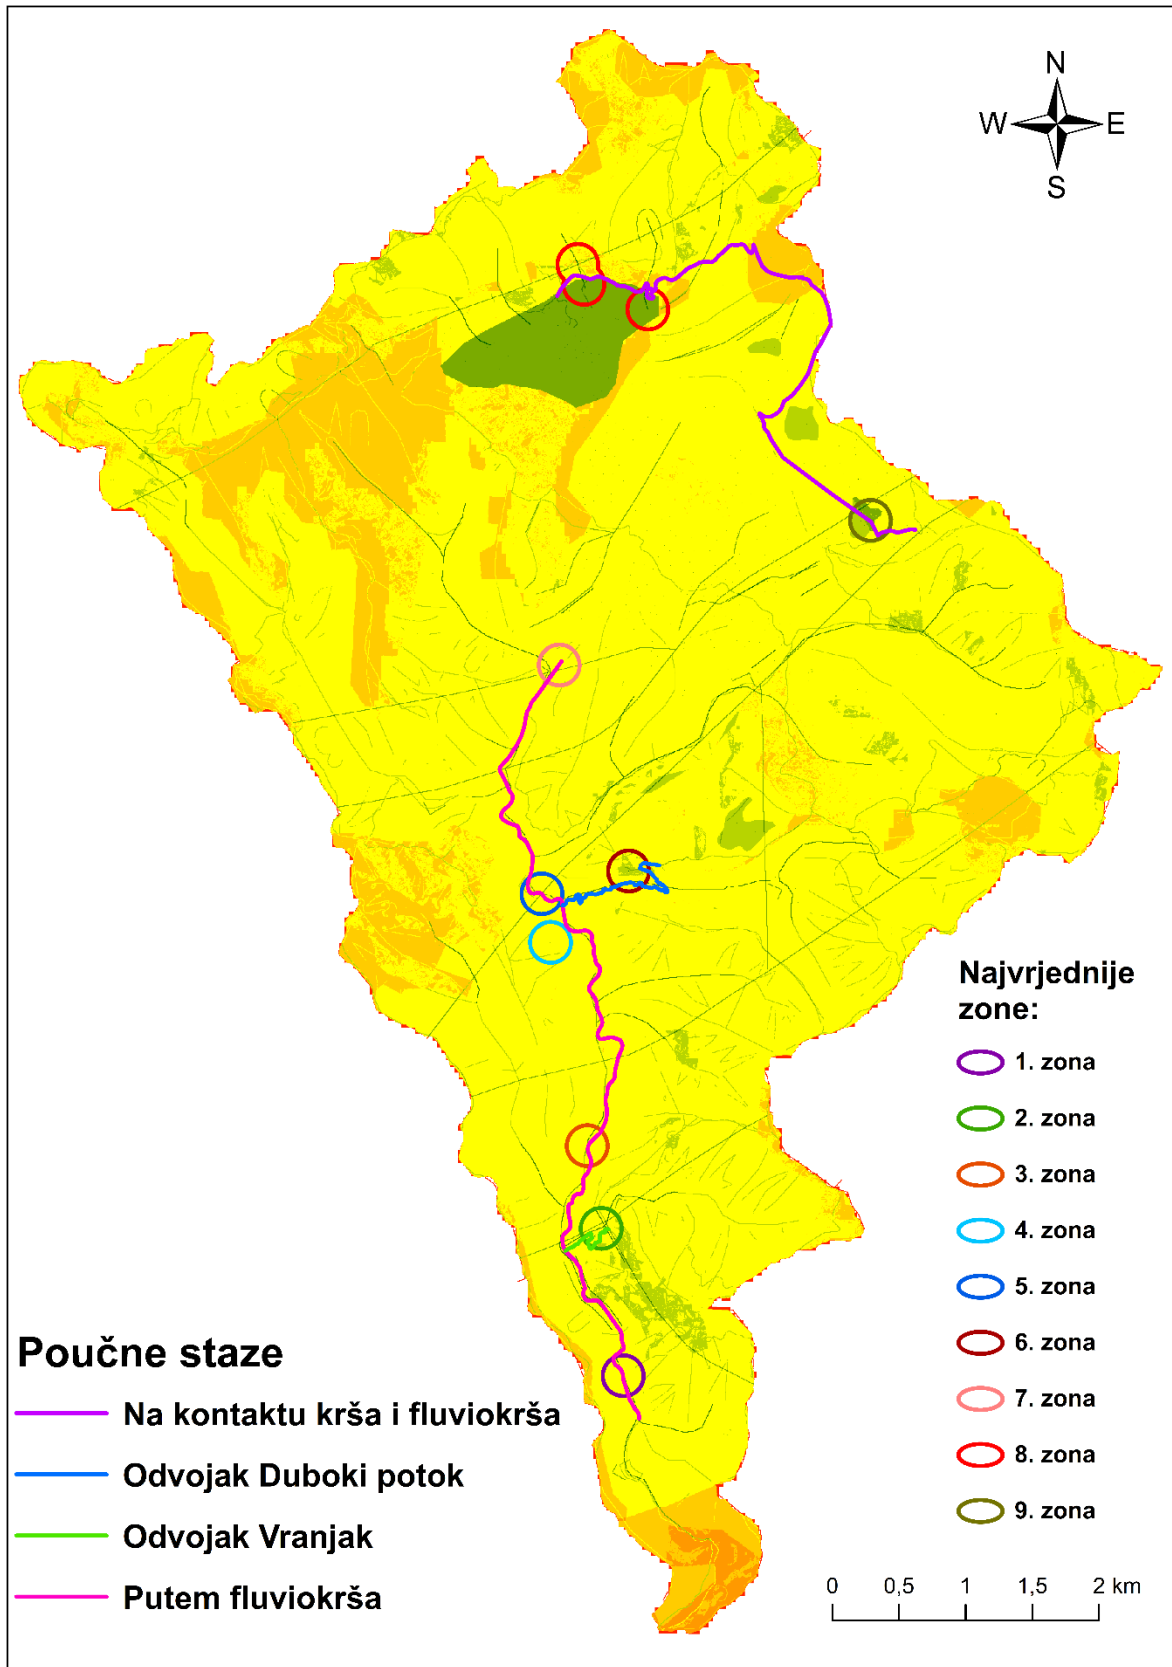 N
W E
S
Najvrjednije
zone:
1. zona
2. zona
3. zona
4. zona
5. zona
6. zona
7. zona
8. zona
9. zona
Poučne staze
Na kontaktu krša i fluviokrša
Odvojak Duboki potok
Odvojak Vranjak
Putem fluviokrša
0 0,5 1 1,5 2 km